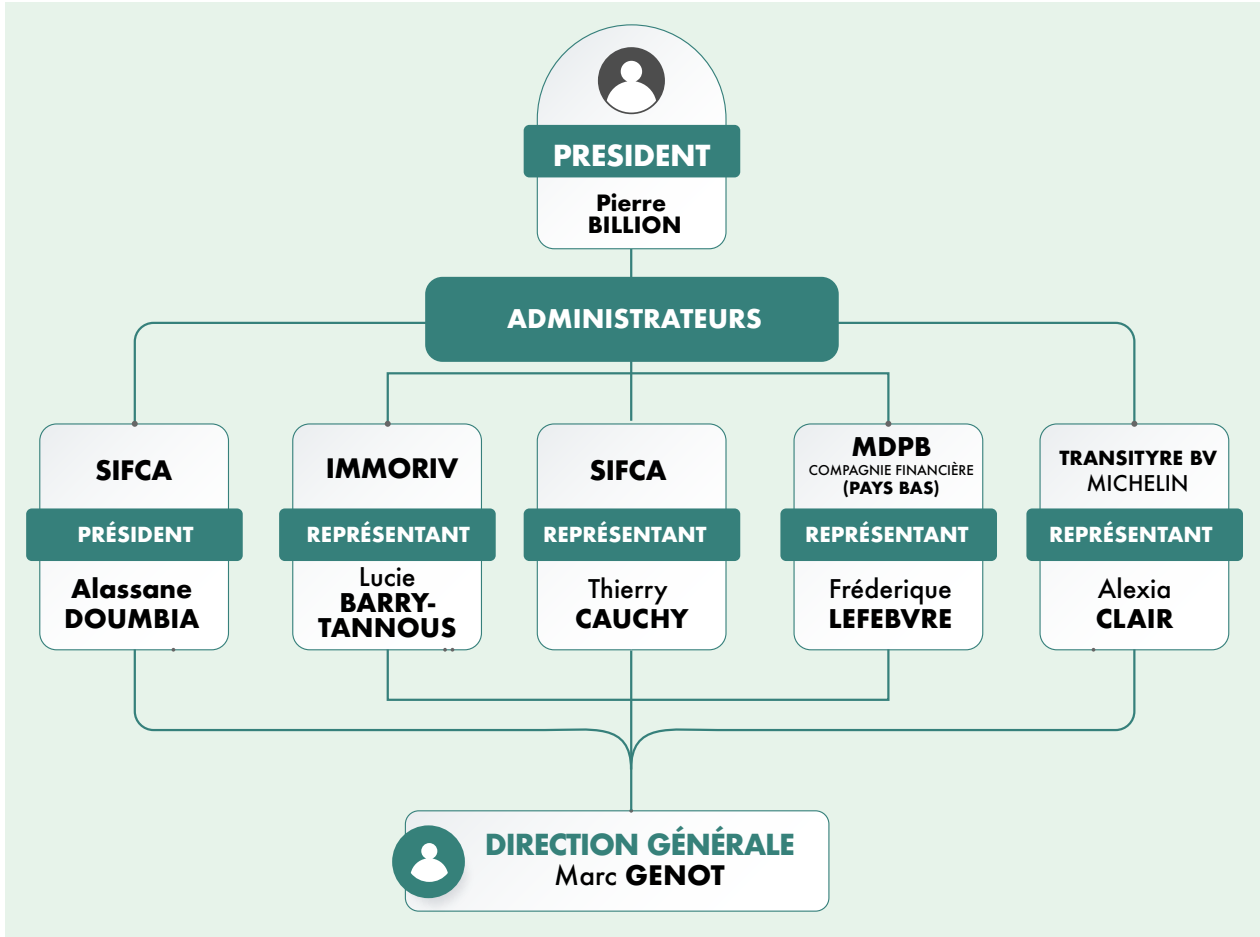 PRESIDENT
Pierre
BILLION
ADMINISTRATEURS
SIFCA
PRÉSIDENT
Alassane
DOUMBIA
IMMORIV
REPRÉSENTANT
Lucie
BARRY-
TANNOUS
SIFCA
REPRÉSENTANT
Thierry
CAUCHY
MDPB
COMPAGNIE FINANCIÈRE
(PAYS BAS)
REPRÉSENTANT
Fréderique
LEFEBVRE
TRANSITYRE BV
MICHELIN
REPRÉSENTANT
Alexia
CLAIR
DIRECTION GÉNÉRALE
Marc GENOT